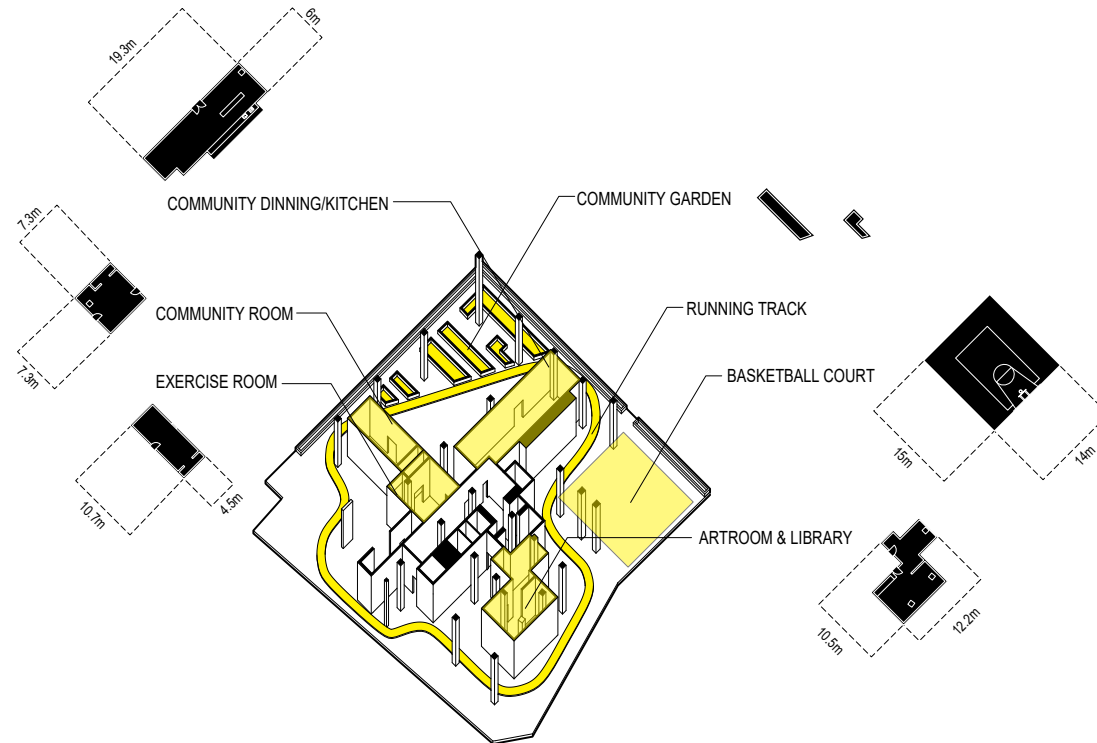 19.3m
6m
COMMUNITY DINNING/KITCHEN
COMMUNITY GARDEN
7.3m
7.3m
COMMUNITY ROOM
RUNNING TRACK
EXERCISE ROOM
BASKETBALL COURT
15m
14m
10.7m
4.5m
ARTROOM & LIBRARY
10.5m
12.2m